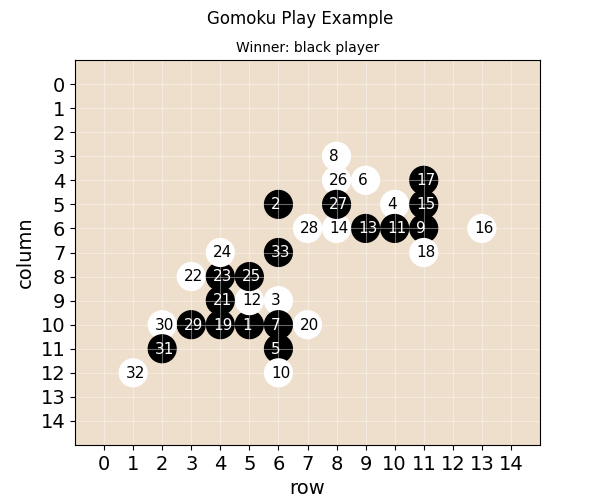 Gomoku Play Example
Winner: black player
0
1
2
3 8
4 26 6 17
5 2 27 4 15
6 28 14 13 11 9 16
7 24 33 18
8 22 23 25
9 21 12 3
10 30 29 19 1 7 20
11 31 5
12 32 10
13
14
column
0 1 2 3 4 5 6 7 8 9 10 11 12 13 14
row